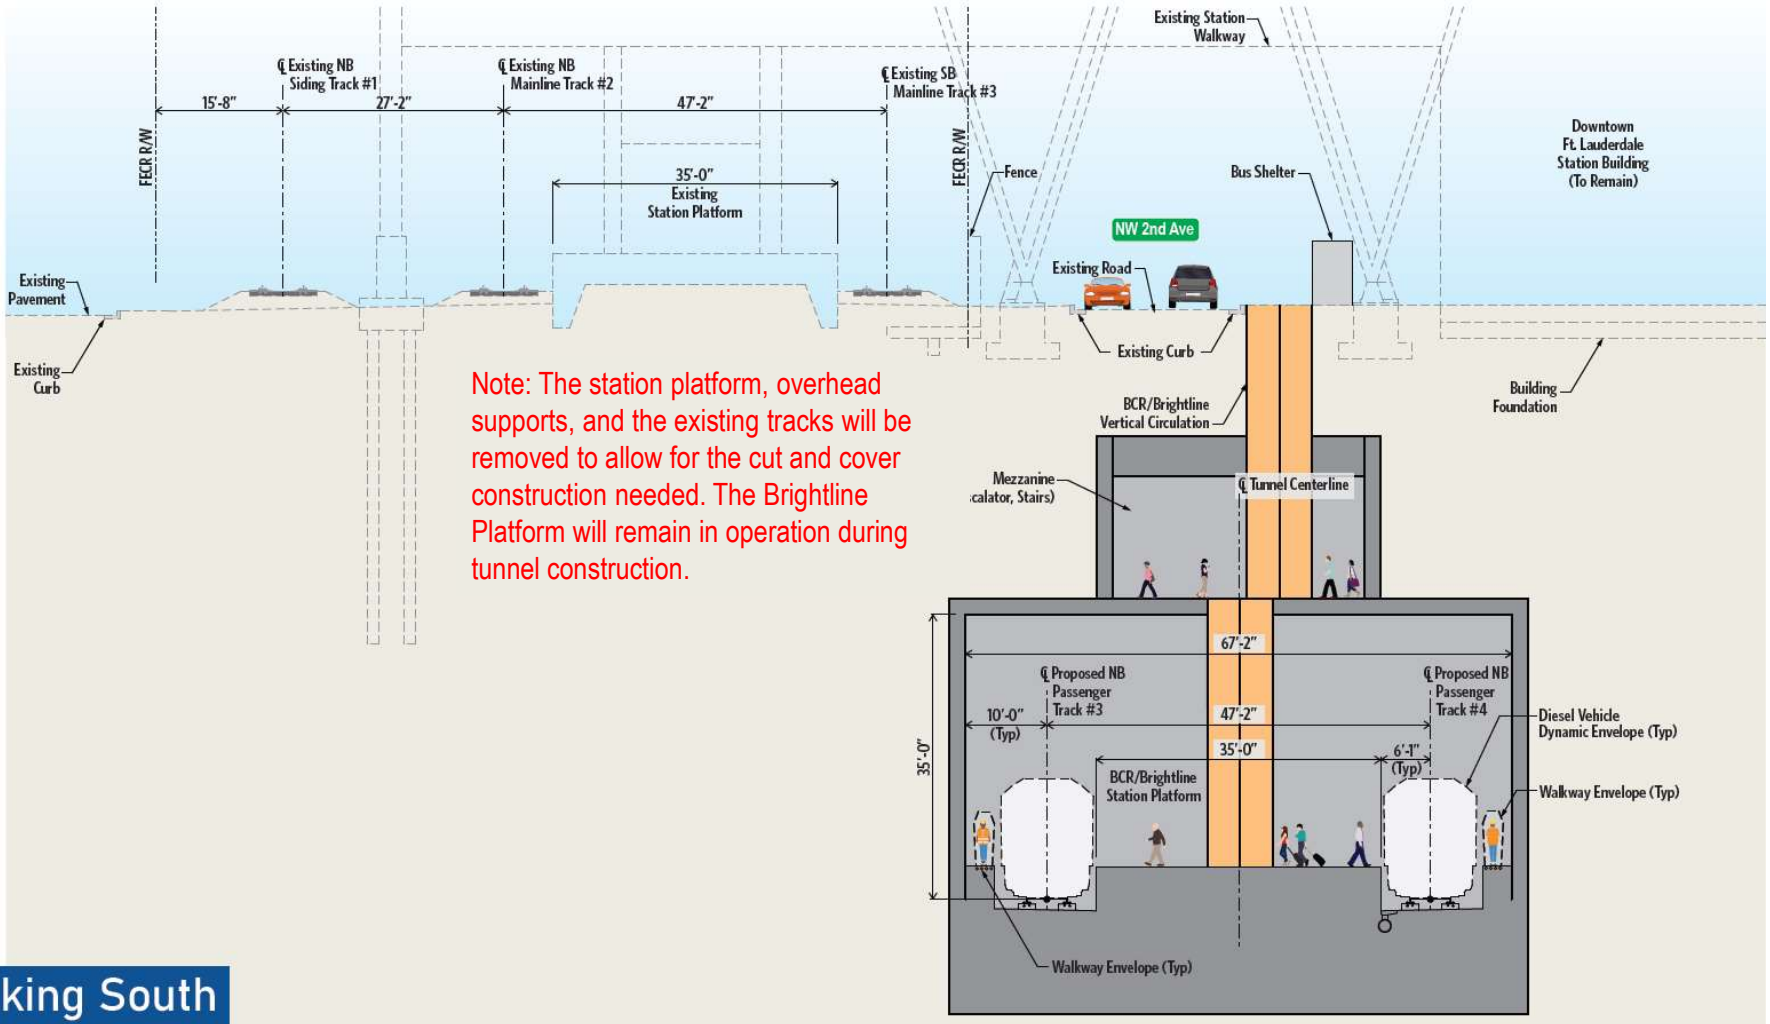 Existing Station
Walkway
℄ Existing NB
Siding Track #1
℄ Existing NB
Mainline Track #2
℄ Existing SB
Mainline Track #3
15'-8"
27'-2"
47'-2"
FECR R/W
FECR R/W
35'-0"
Existing
Station Platform
Fence
Bus Shelter
Downtown
Ft. Lauderdale
Station Building
(To Remain)
NW 2nd Ave
Existing Road
Existing
Pavement
Existing
Curb
Existing Curb
Building
Foundation
BCR/Brightline
Vertical Circulation
Note: The station platform, overhead
supports, and the existing tracks will be
removed to allow for the cut and cover
construction needed. The Brightline
Platform will remain in operation during
tunnel construction.
Mezzanine
calator, Stairs)
℄ Tunnel Centerline
67'-2"
℄ Proposed NB
Passenger
Track #3
℄ Proposed NB
Passenger
Track #4
10'-0"
(Typ)
47'-2"
35'-0"
35'-0"
6'-1"
(Typ)
Diesel Vehicle
Dynamic Envelope (Typ)
BCR/Brightline
Station Platform
Walkway Envelope (Typ)
Walkway Envelope (Typ)
king South